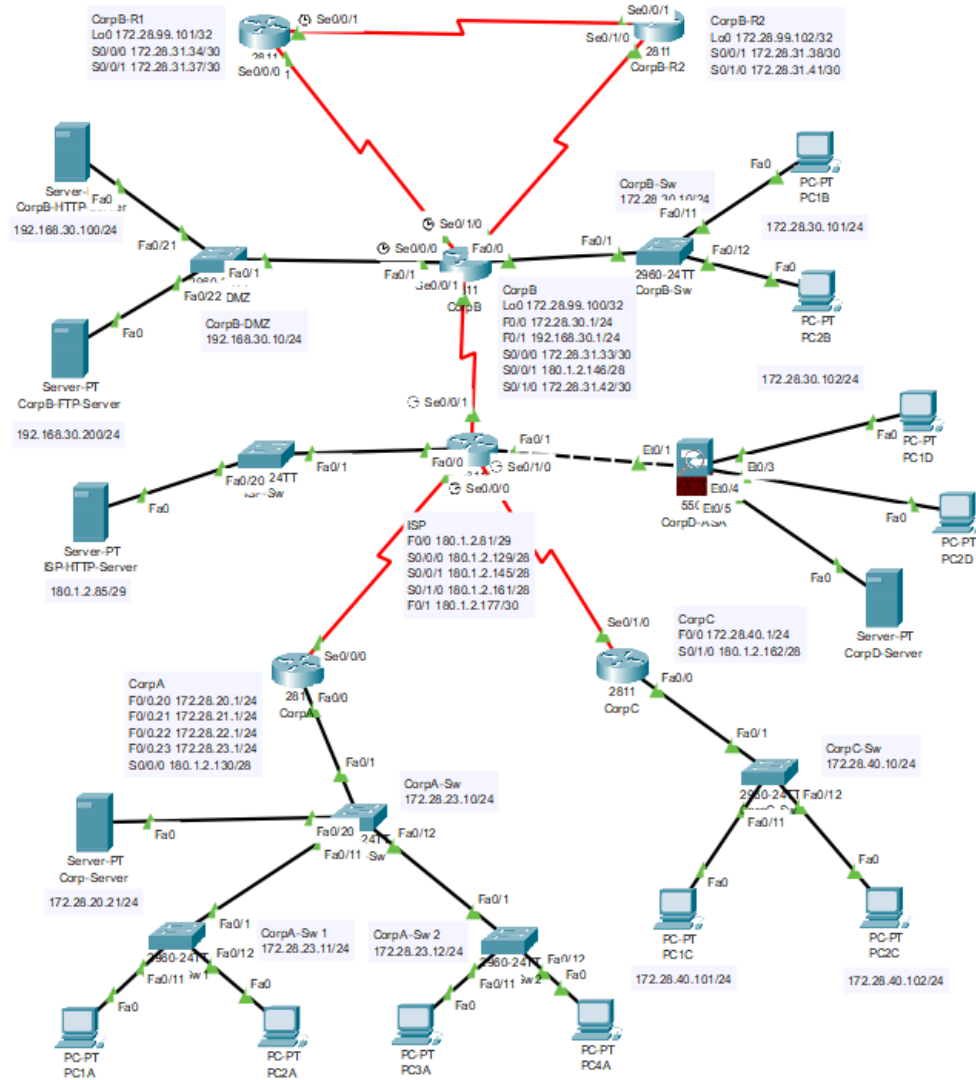 CorpB-R1
Lo0 172.28.99.101/32
S0/0/0 172.28.31.34/30
S0/0/1 172.28.31.37/30
Se0/0/1
2811
Se0/0/0
Se0/0/1
Se0/1/0
2811
CorpB-R2
CorpB-R2
Lo0 172.28.99.102/32
S0/0/1 172.28.31.38/30
S0/1/0 172.28.31.41/30
Fa0
CorpB-HTTP-Server
192.168.30.100/24
Fa0/21
Fa0/1
Fa0/22
DMZ
Fa0
Server-PT
CorpB-FTP-Server
192.168.30.200/24
CorpB-DMZ
192.168.30.10/24
Se0/1/0
Se0/0/0
Fa0/0
Fa0/1
Se0/0/1
CorpB
CorpB
Lo0 172.28.99.100/32
F0/0 172.28.30.1/24
F0/1 192.168.30.1/24
S0/0/0 172.28.31.33/30
S0/0/1 180.1.2.146/28
S0/1/0 172.28.31.42/30
CorpB-Sw
172.28.30.10/24
Fa0/11
Fa0/1
Fa0/12
2960-24TT
CorpB-Sw
Fa0
PC-PT
PC1B
172.28.30.101/24
Fa0
PC-PT
PC2B
172.28.30.102/24
Se0/0/1
Fa0/1
Fa0/0
Se0/1/0
Se0/0/0
Fa0/1
Fa0/20
24TT
ISP-Sw
Fa0
Server-PT
ISP-HTTP-Server
180.1.2.85/29
ISP
F0/0 180.1.2.81/29
S0/0/0 180.1.2.129/28
S0/0/1 180.1.2.145/28
S0/1/0 180.1.2.161/28
F0/1 180.1.2.177/30
Et0/1
Et0/3
Et0/4
Et0/5
CorpD-ASA
Fa0
PC-PT
PC1D
Fa0
PC-PT
PC2D
Fa0
Server-PT
CorpD-Server
Se0/0/0
Fa0/0
CorpA
CorpA
F0/0.20 172.28.20.1/24
F0/0.21 172.28.21.1/24
F0/0.22 172.28.22.1/24
F0/0.23 172.28.23.1/24
S0/0/0 180.1.2.130/28
Se0/1/0
2811
CorpC
Fa0/0
CorpC
F0/0 172.28.40.1/24
S0/1/0 180.1.2.162/28
Fa0/1
CorpA-Sw
172.28.23.10/24
Fa0/20
Fa0/11
24TT
-Sw
Fa0/12
Fa0
Server-PT
Corp-Server
172.28.20.21/24
Fa0/1
CorpC-Sw
172.28.40.10/24
2960-24TT
Fa0/12
Fa0/11
Fa0
PC-PT
PC1C
172.28.40.101/24
Fa0
PC-PT
PC2C
172.28.40.102/24
Fa0/1
CorpA-Sw 1
172.28.23.11/24
2960-24TT
Fa0/12
Fa0/11
Fa0
PC-PT
PC1A
Fa0
PC-PT
PC2A
Fa0/1
CorpA-Sw 2
172.28.23.12/24
2960-24TT
Fa0/12
Fa0/11
Fa0
PC-PT
PC3A
Fa0
PC-PT
PC4A